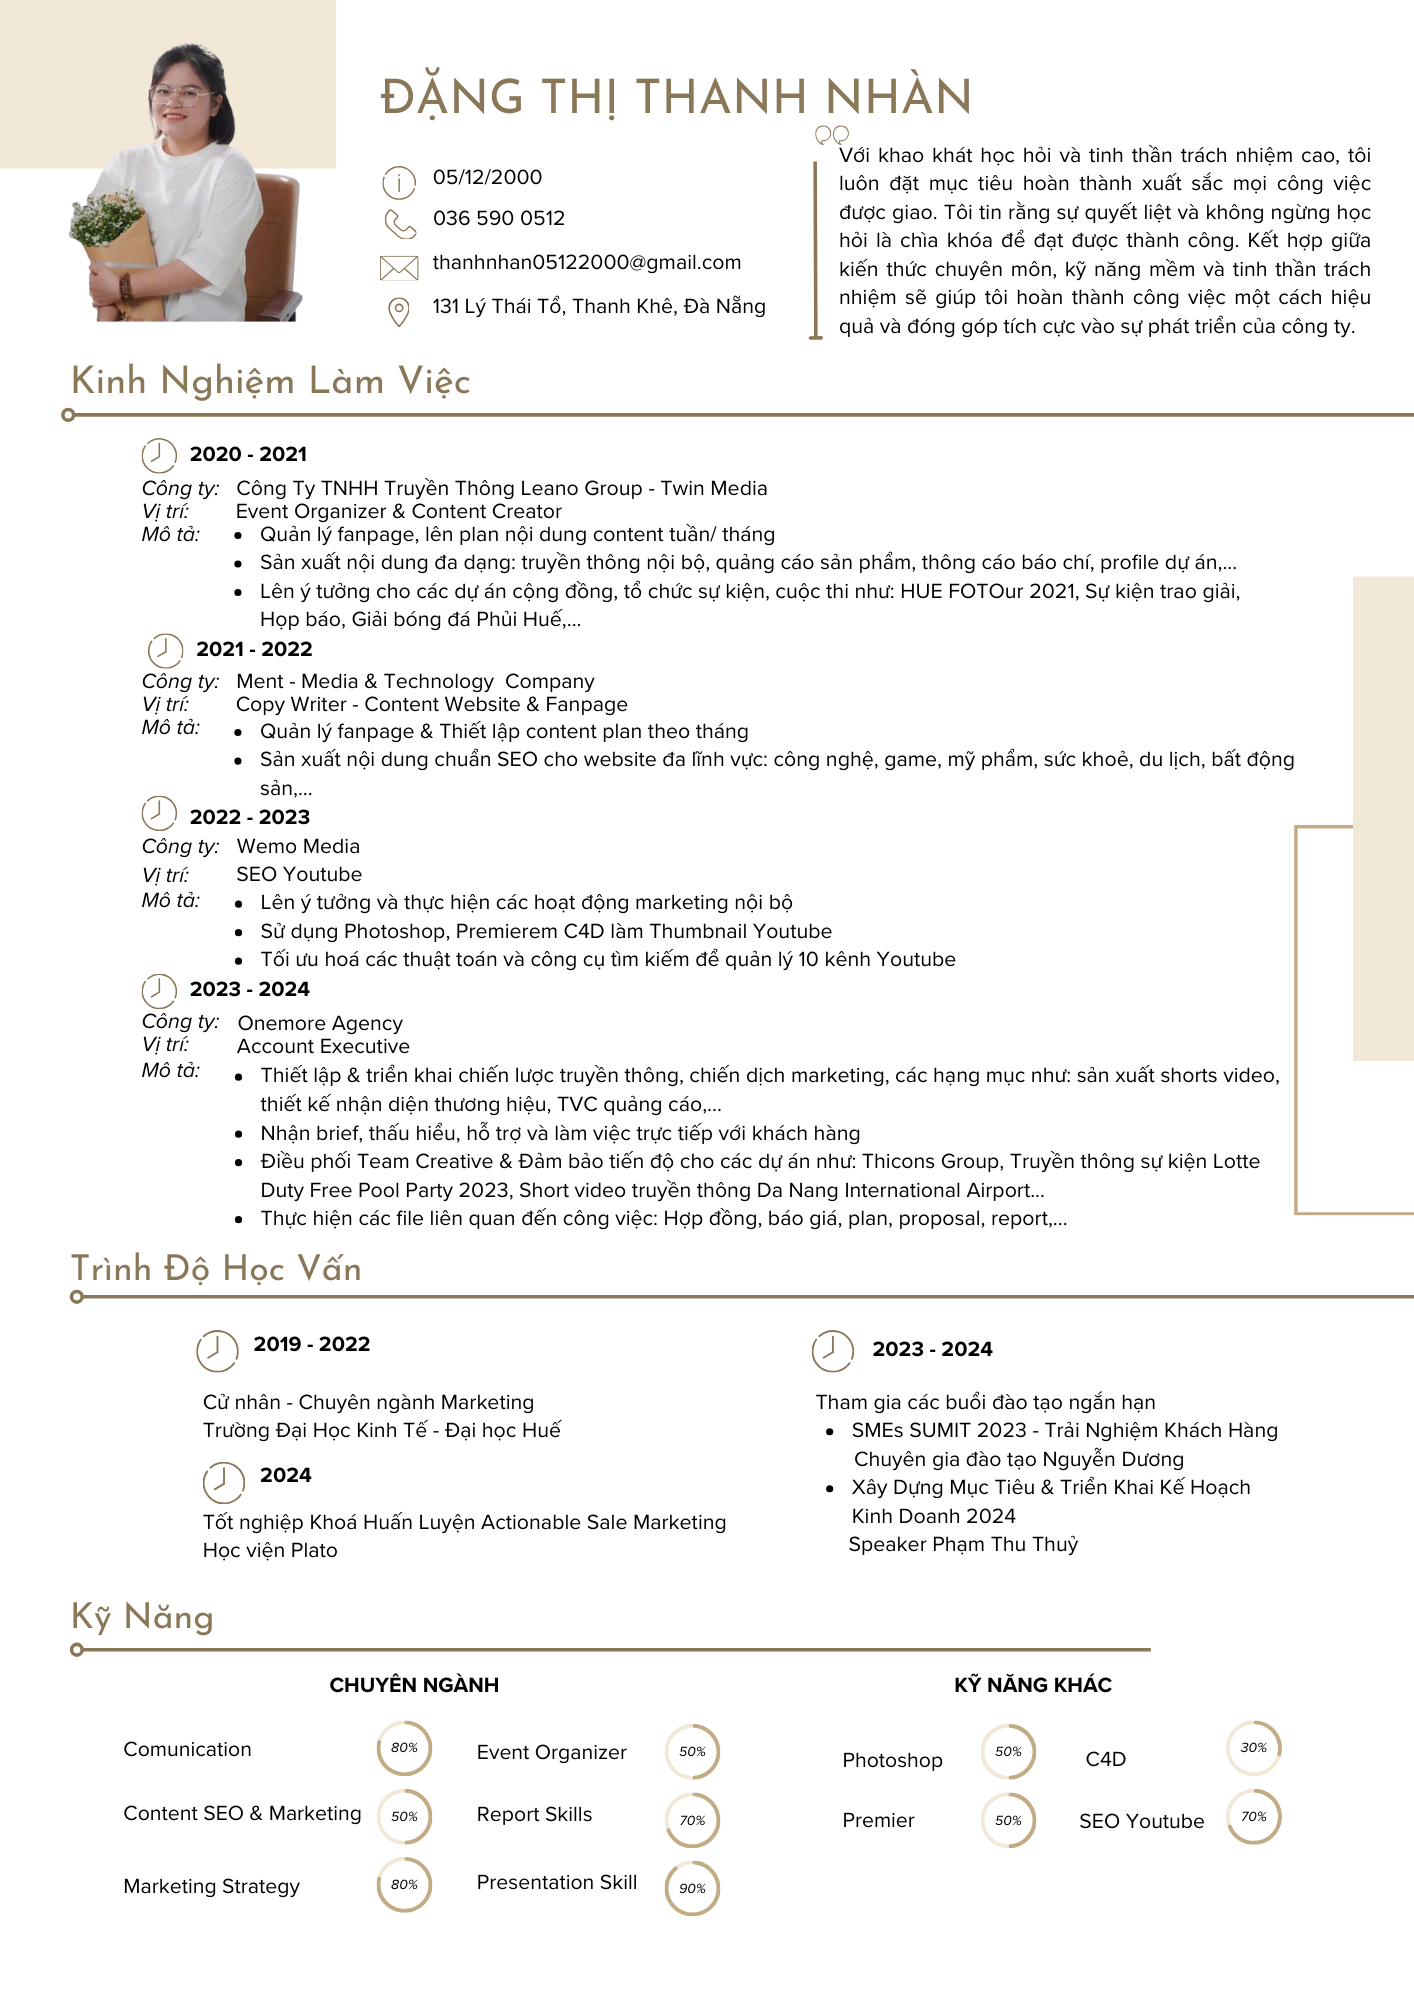 ĐẶNG THỊ THANH NHÀN
05/12/2000
036 590 0512
thanhnhan05122000@gmail.com
131 Lý Thái Tổ, Thanh Khê, Đà Nẵng
Với khao khát học hỏi và tinh thần trách nhiệm cao, tôi
luôn đặt mục tiêu hoàn thành xuất sắc mọi công việc
được giao. Tôi tin rằng sự quyết liệt và không ngừng học
hỏi là chìa khóa để đạt được thành công. Kết hợp giữa
kiến thức chuyên môn, kỹ năng mềm và tinh thần trách
nhiệm sẽ giúp tôi hoàn thành công việc một cách hiệu
quả và đóng góp tích cực vào sự phát triển của công ty.
Kinh Nghiệm Làm Việc
2020 - 2021
Công ty: Công Ty TNHH Truyền Thông Leano Group - Twin Media
Vị trí: Event Organizer & Content Creator
Mô tả: • Quản lý fanpage, lên plan nội dung content tuần/ tháng
• Sản xuất nội dung đa dạng: truyền thông nội bộ, quảng cáo sản phẩm, thông cáo báo chí, profile dự án,...
• Lên ý tưởng cho các dự án cộng đồng, tổ chức sự kiện, cuộc thi như: HUE FOTOur 2021, Sự kiện trao giải,
Họp báo, Giải bóng đá Phủi Huế,...
2021 - 2022
Công ty: Ment - Media & Technology Company
Vị trí: Copy Writer - Content Website & Fanpage
Mô tả: • Quản lý fanpage & Thiết lập content plan theo tháng
• Sản xuất nội dung chuẩn SEO cho website đa lĩnh vực: công nghệ, game, mỹ phẩm, sức khoẻ, du lịch, bất động
sản,...
2022 - 2023
Công ty: Wemo Media
Vị trí: SEO Youtube
Mô tả: • Lên ý tưởng và thực hiện các hoạt động marketing nội bộ
• Sử dụng Photoshop, Premierem C4D làm Thumbnail Youtube
• Tối ưu hoá các thuật toán và công cụ tìm kiếm để quản lý 10 kênh Youtube
2023 - 2024
Công ty: Onemore Agency
Vị trí: Account Executive
Mô tả: • Thiết lập & triển khai chiến lược truyền thông, chiến dịch marketing, các hạng mục như: sản xuất shorts video,
thiết kế nhận diện thương hiệu, TVC quảng cáo,...
• Nhận brief, thấu hiểu, hỗ trợ và làm việc trực tiếp với khách hàng
• Điều phối Team Creative & Đảm bảo tiến độ cho các dự án như: Thicons Group, Truyền thông sự kiện Lotte
Duty Free Pool Party 2023, Short video truyền thông Da Nang International Airport...
• Thực hiện các file liên quan đến công việc: Hợp đồng, báo giá, plan, proposal, report,...
Trình Độ Học Vấn
2019 - 2022
Cử nhân - Chuyên ngành Marketing
Trường Đại Học Kinh Tế - Đại học Huế
2024
Tốt nghiệp Khoá Huấn Luyện Actionable Sale Marketing
Học viện Plato
2023 - 2024
Tham gia các buổi đào tạo ngắn hạn
• SMEs SUMIT 2023 - Trải Nghiệm Khách Hàng
Chuyên gia đào tạo Nguyễn Dương
• Xây Dựng Mục Tiêu & Triển Khai Kế Hoạch
Kinh Doanh 2024
Speaker Phạm Thu Thuỷ
Kỹ Năng
CHUYÊN NGÀNH
Comunication 80%
Event Organizer 50%
Content SEO & Marketing 50%
Report Skills 70%
Marketing Strategy 80%
Presentation Skill 90%
KỸ NĂNG KHÁC
Photoshop 50%
C4D 30%
Premier 50%
SEO Youtube 70%